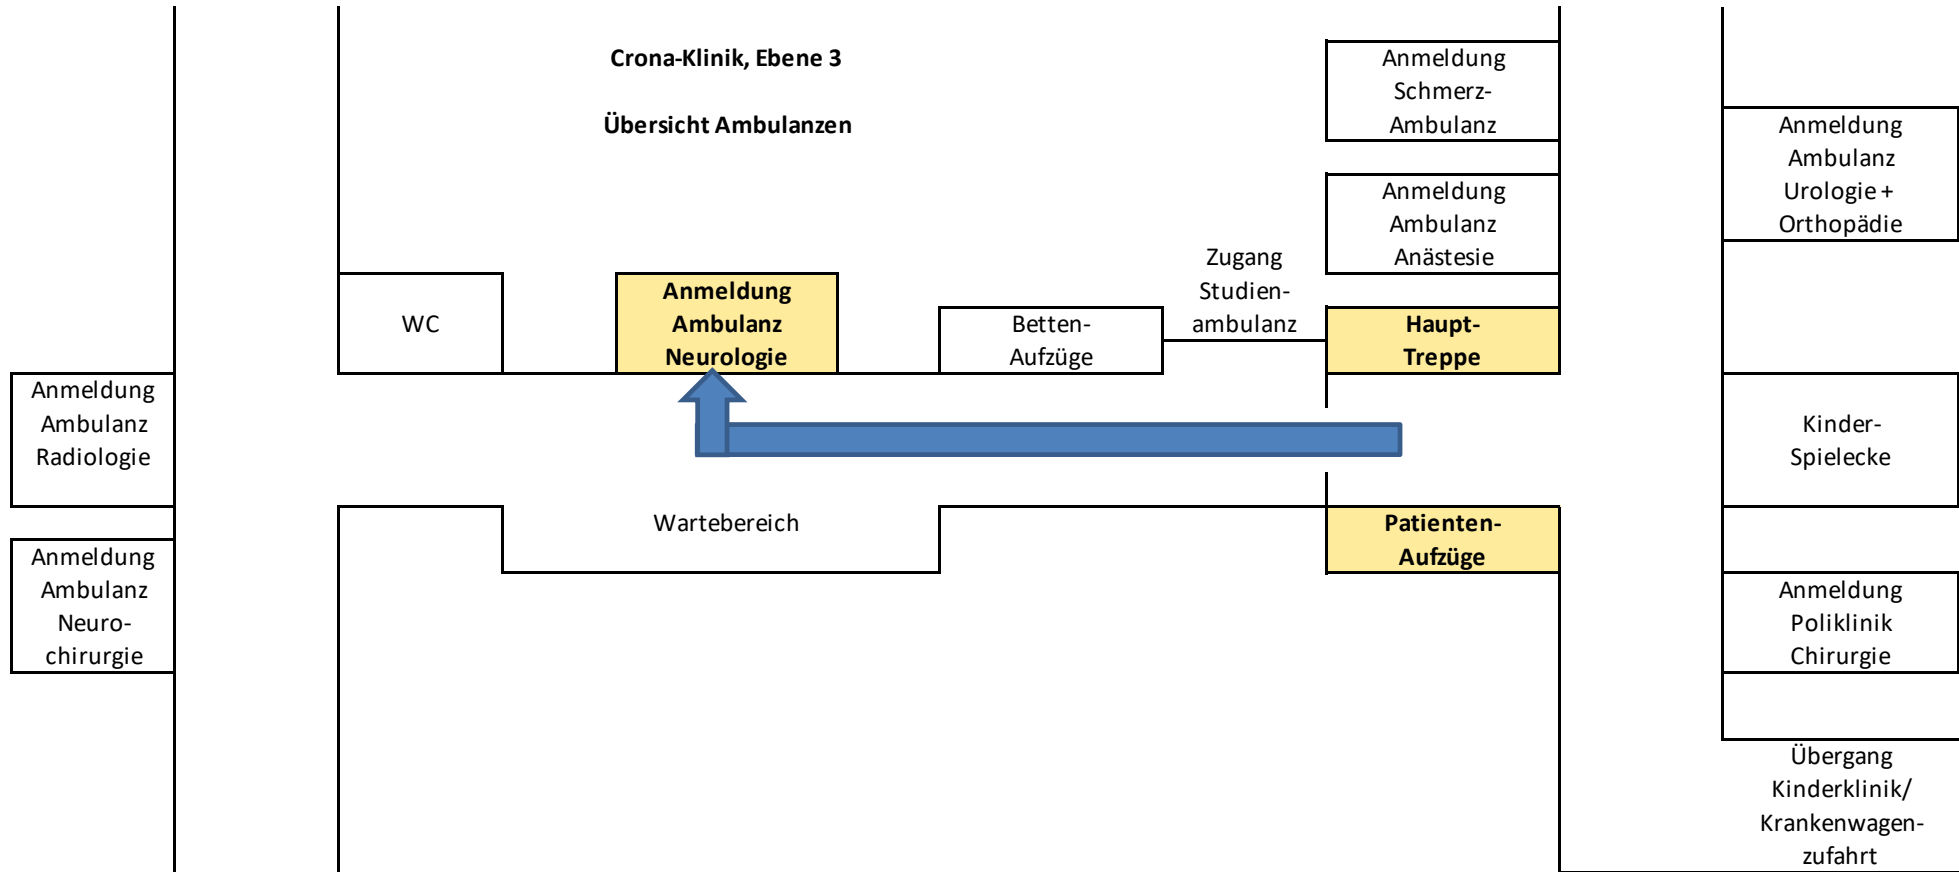 Crona-Klinik, Ebene 3
Übersicht Ambulanzen
Anmeldung
Schmerz-
Ambulanz
Anmeldung
Ambulanz
Urologie +
Orthopädie
Anmeldung
Ambulanz
Anästesie
Zugang
Studien-
ambulanz
WC
Anmeldung
Ambulanz
Neurologie
Betten-
Aufzüge
Haupt-
Treppe
Anmeldung
Ambulanz
Radiologie
Kinder-
Spielecke
Wartebereich
Patienten-
Aufzüge
Anmeldung
Ambulanz
Neuro-
chirurgie
Anmeldung
Poliklinik
Chirurgie
Übergang
Kinderklinik/
Krankenwagen-
zufahrt